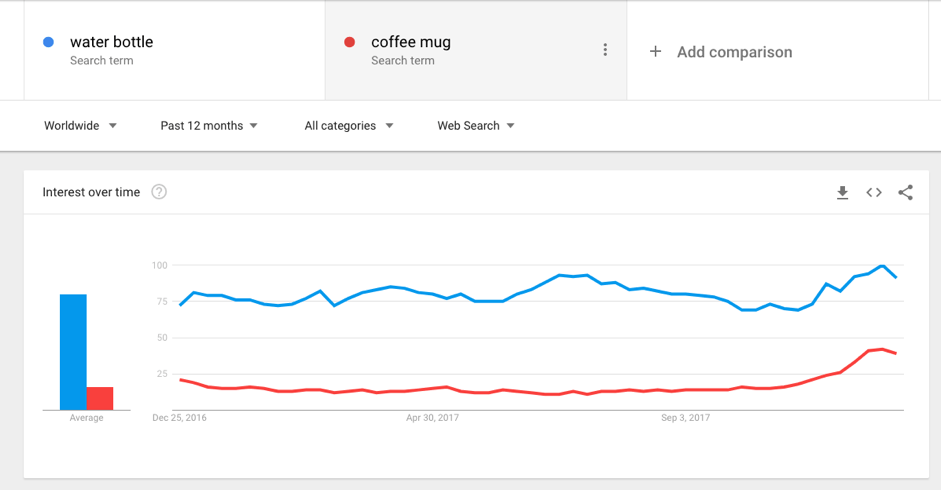 water bottle
Search term
coffee mug
Search term
+ Add comparison
Worldwide
Past 12 months
All categories
Web Search
Interest over time ?
100
75
50
25
Average
Dec 25, 2016
Apr 30, 2017
Sep 3, 2017